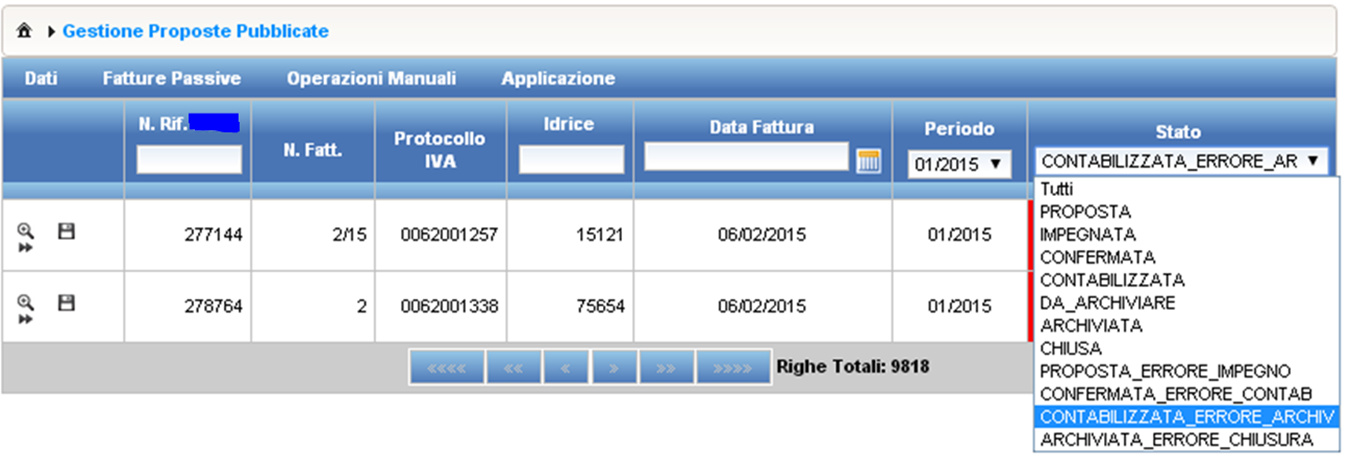 Gestione Proposte Pubblicate
Dati Fatture Passive Operazioni Manuali Applicazione
N. Rif. N. Fatt. Protocollo IVA Idrice Data Fattura Periodo Stato
01/2015 CONTABILIZZATA_ERRORE_AR
277144 2/15 0062001257 15121 06/02/2015 01/2015
278764 2 0062001338 75654 06/02/2015 01/2015
<<<< << < > >> >>>> Righe Totali: 9818
Tutti
PROPOSTA
IMPEGNATA
CONFERMATA
CONTABILIZZATA
DA_ARCHIVIARE
ARCHIVIATA
CHIUSA
PROPOSTA_ERRORE_IMPEGNO
CONFERMATA_ERRORE_CONTAB
CONTABILIZZATA_ERRORE_ARCHIV
ARCHIVIATA_ERRORE_CHIUSURA